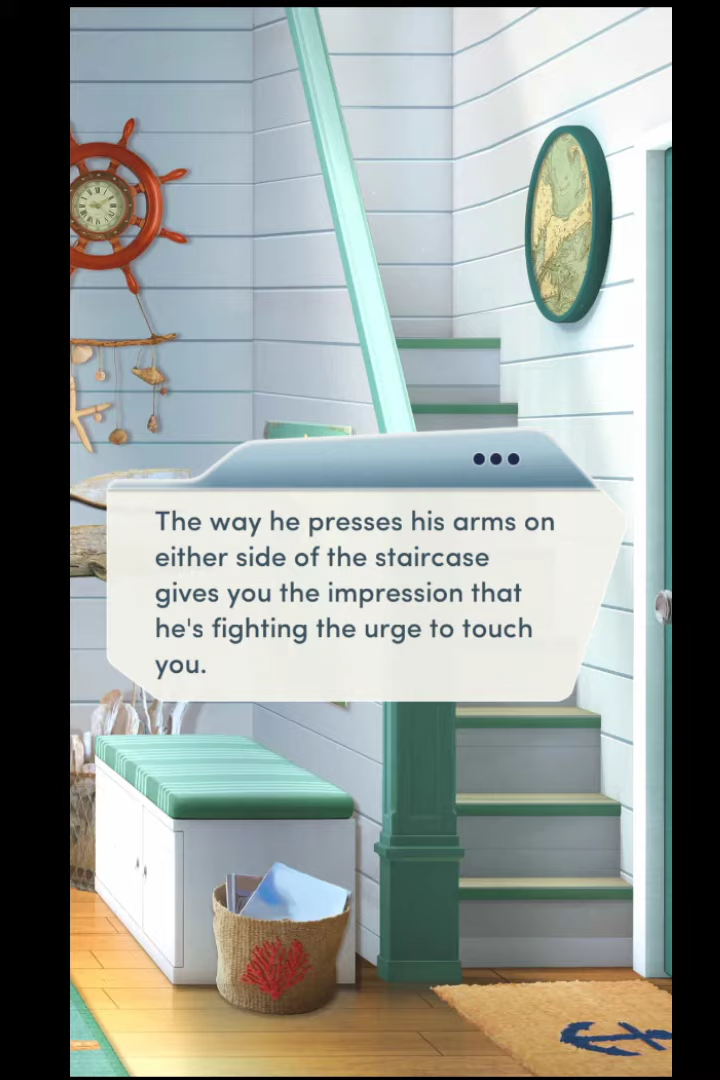 The way he presses his arms on
either side of the staircase
gives you the impression that
he's fighting the urge to touch
you.